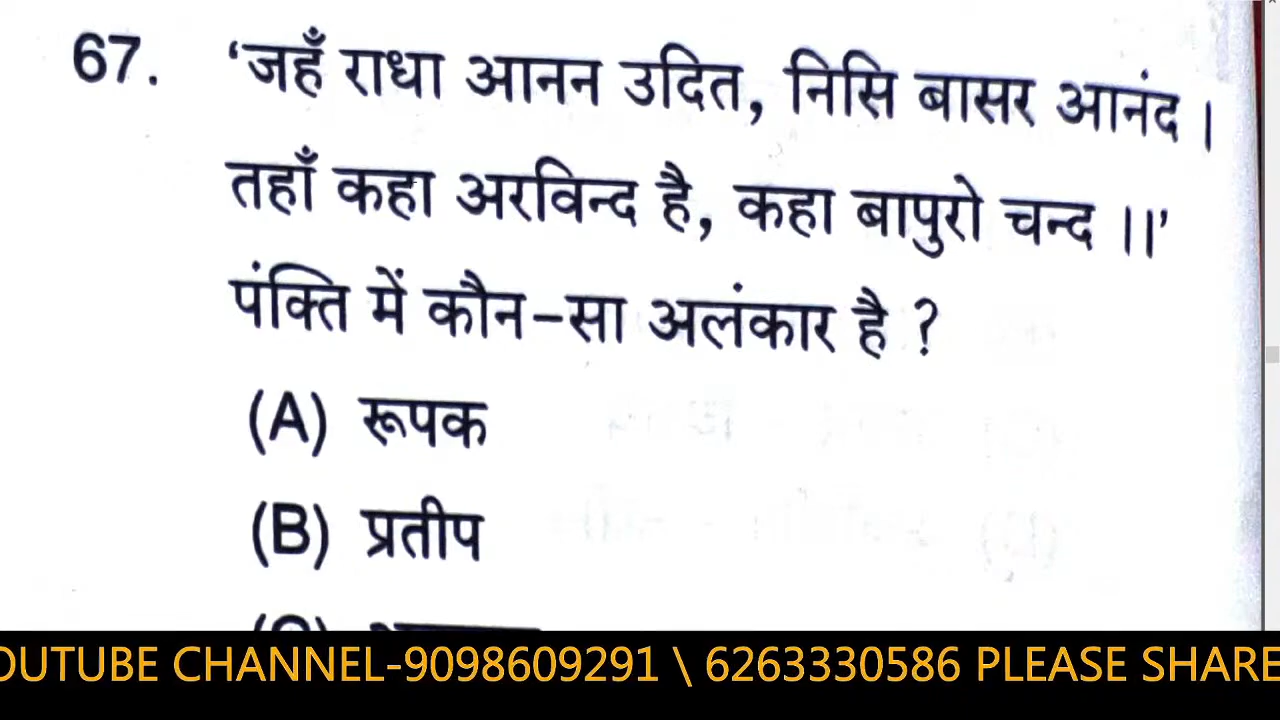 67. ‘जहँ राधा आनन उदित, निसि बासर आनंद ।
तहाँ कहा अरविन्द है, कहा बापुरो चन्द ।।’
पंक्ति में कौन–सा अलंकार है ?
(A) रूपक
(B) प्रतीप
OUTUBE CHANNEL-9098609291 \ 6263330586 PLEASE SHARE